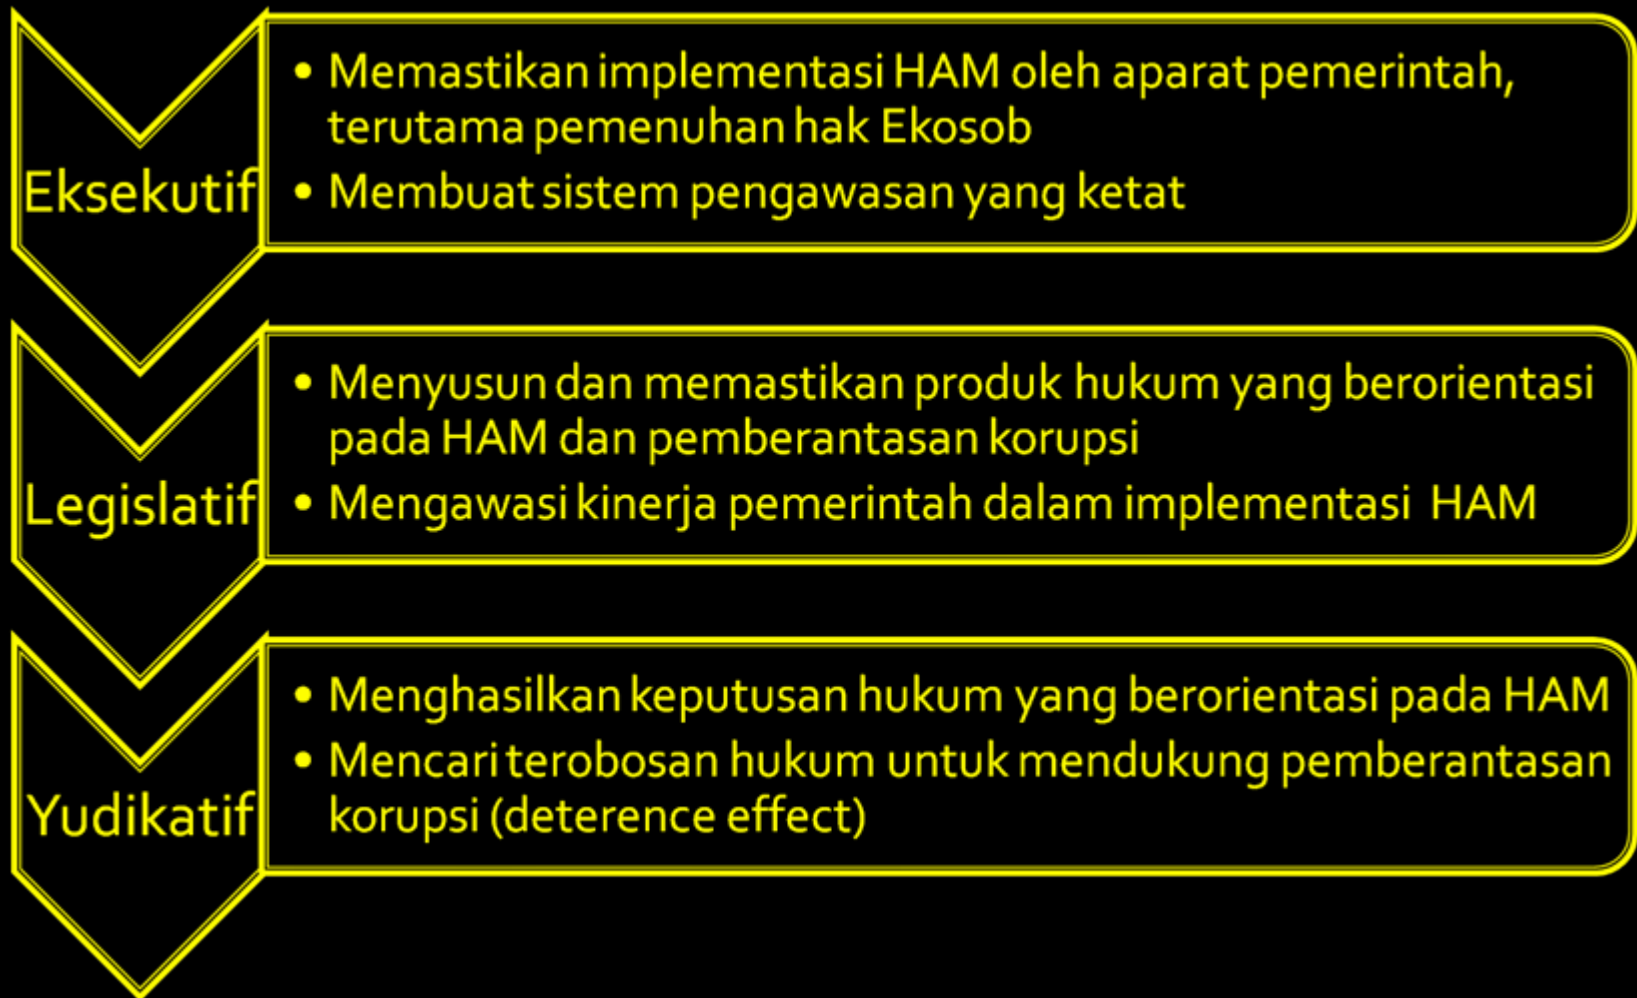 Eksekutif
• Memastikan implementasi HAM oleh aparat pemerintah,
terutama pemenuhan hak Ekosob
• Membuat sistem pengawasan yang ketat
Legislatif
• Menyusun dan memastikan produk hukum yang berorientasi
pada HAM dan pemberantasan korupsi
• Mengawasi kinerja pemerintah dalam implementasi HAM
Yudikatif
• Menghasilkan keputusan hukum yang berorientasi pada HAM
• Mencari terobosan hukum untuk mendukung pemberantasan
korupsi (deterence effect)